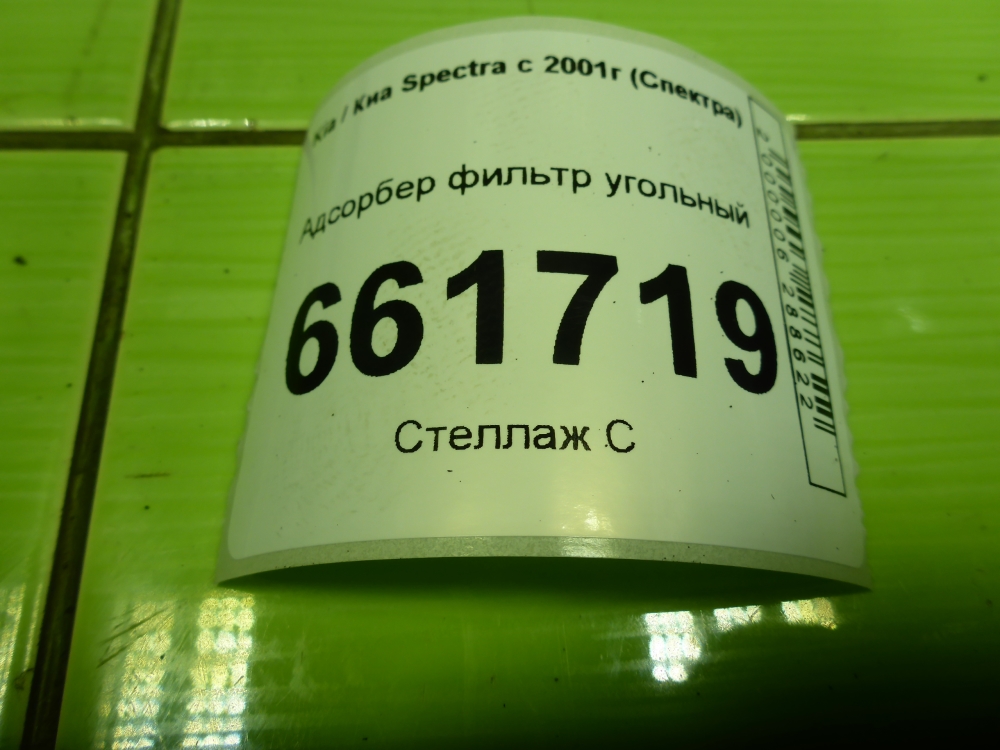 Kia / Киа Spectra с 2001г (Спектра)
Адсорбер фильтр угольный
661719
Стеллаж С
2000006288622